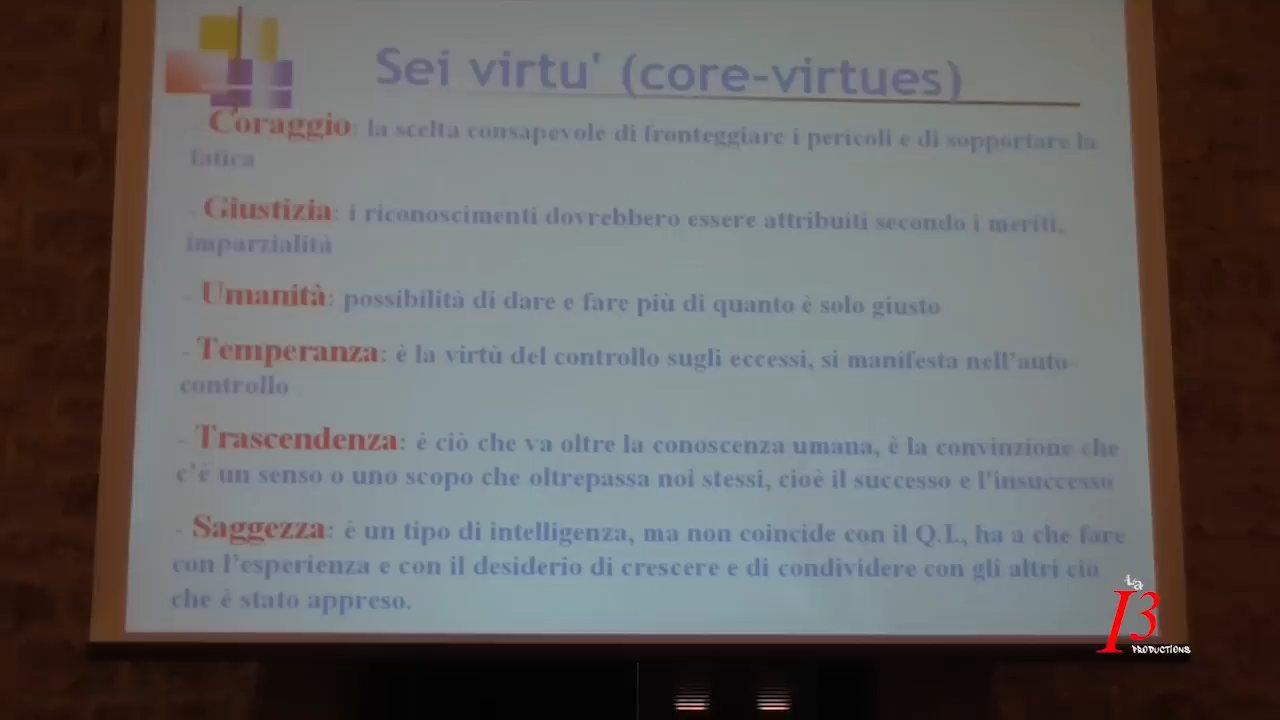 Sei virtu' (core-virtues)
- Coraggio: la scelta consapevole di fronteggiare i pericoli e di sopportare la
fatica
- Giustizia: i riconoscimenti dovrebbero essere attribuiti secondo i meriti,
imparzialità
- Umanità: possibilità di dare e fare più di quanto è solo giusto
- Temperanza: è la virtù del controllo sugli eccessi, si manifesta nell'auto-
controllo
- Trascendenza: è ciò che va oltre la conoscenza umana, è la convinzione che
c'è un senso o uno scopo che oltrepassa noi stessi, cioè il successo e l'insuccesso
- Saggezza: è un tipo di intelligenza, ma non coincide con il Q.I., ha a che fare
con l'esperienza e con il desiderio di crescere e di condividere con gli altri ciò
che è stato appreso.
La
I3
PRODUCTIONS